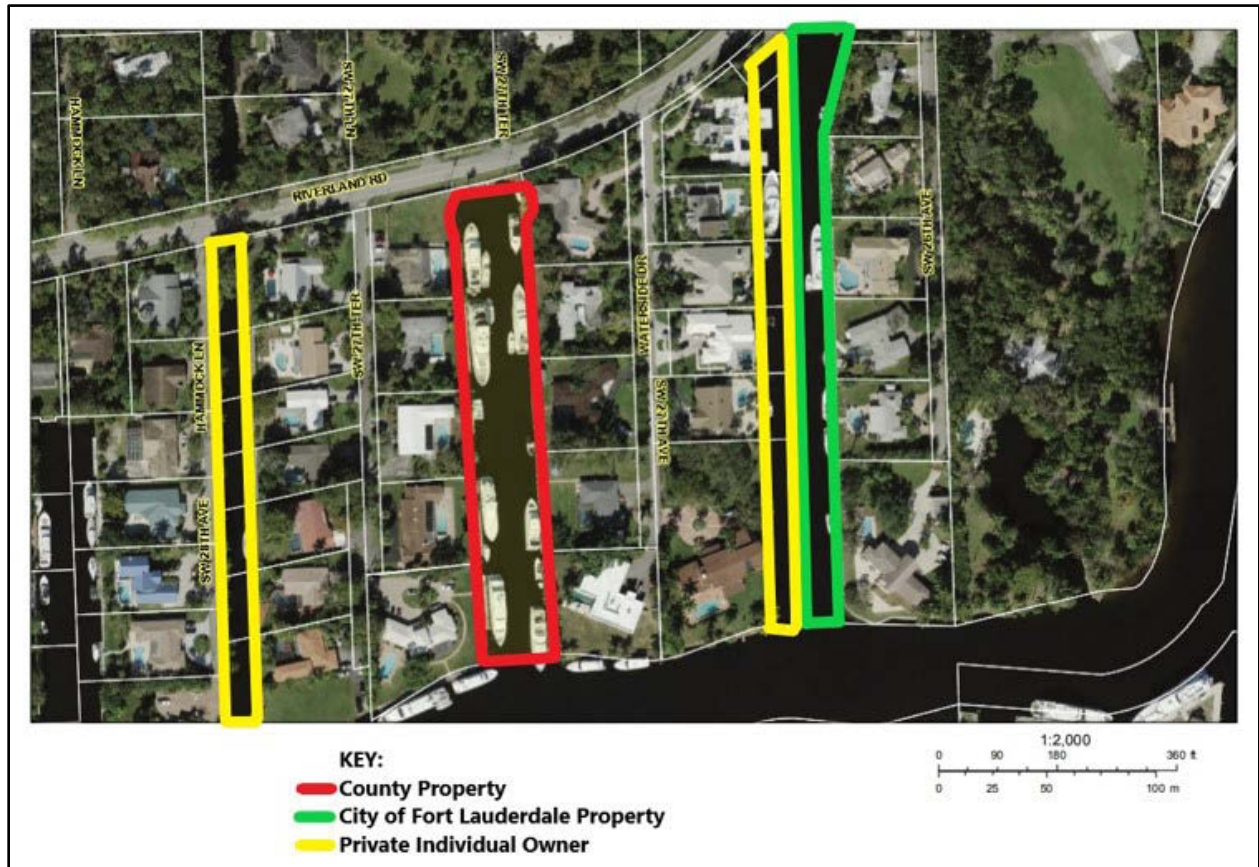 HAMMOCK LN
SW 27TH LN
SW 27TH TER
RIVERLAND RD
HAMMOCK LN
SW 28TH AVE
SW 27TH TER
WATERSIDE DR
SW 27TH AVE
SW 26TH AVE
KEY:
County Property
City of Fort Lauderdale Property
Private Individual Owner
1:2,000
0 90 180 360 ft
0 25 50 100 m